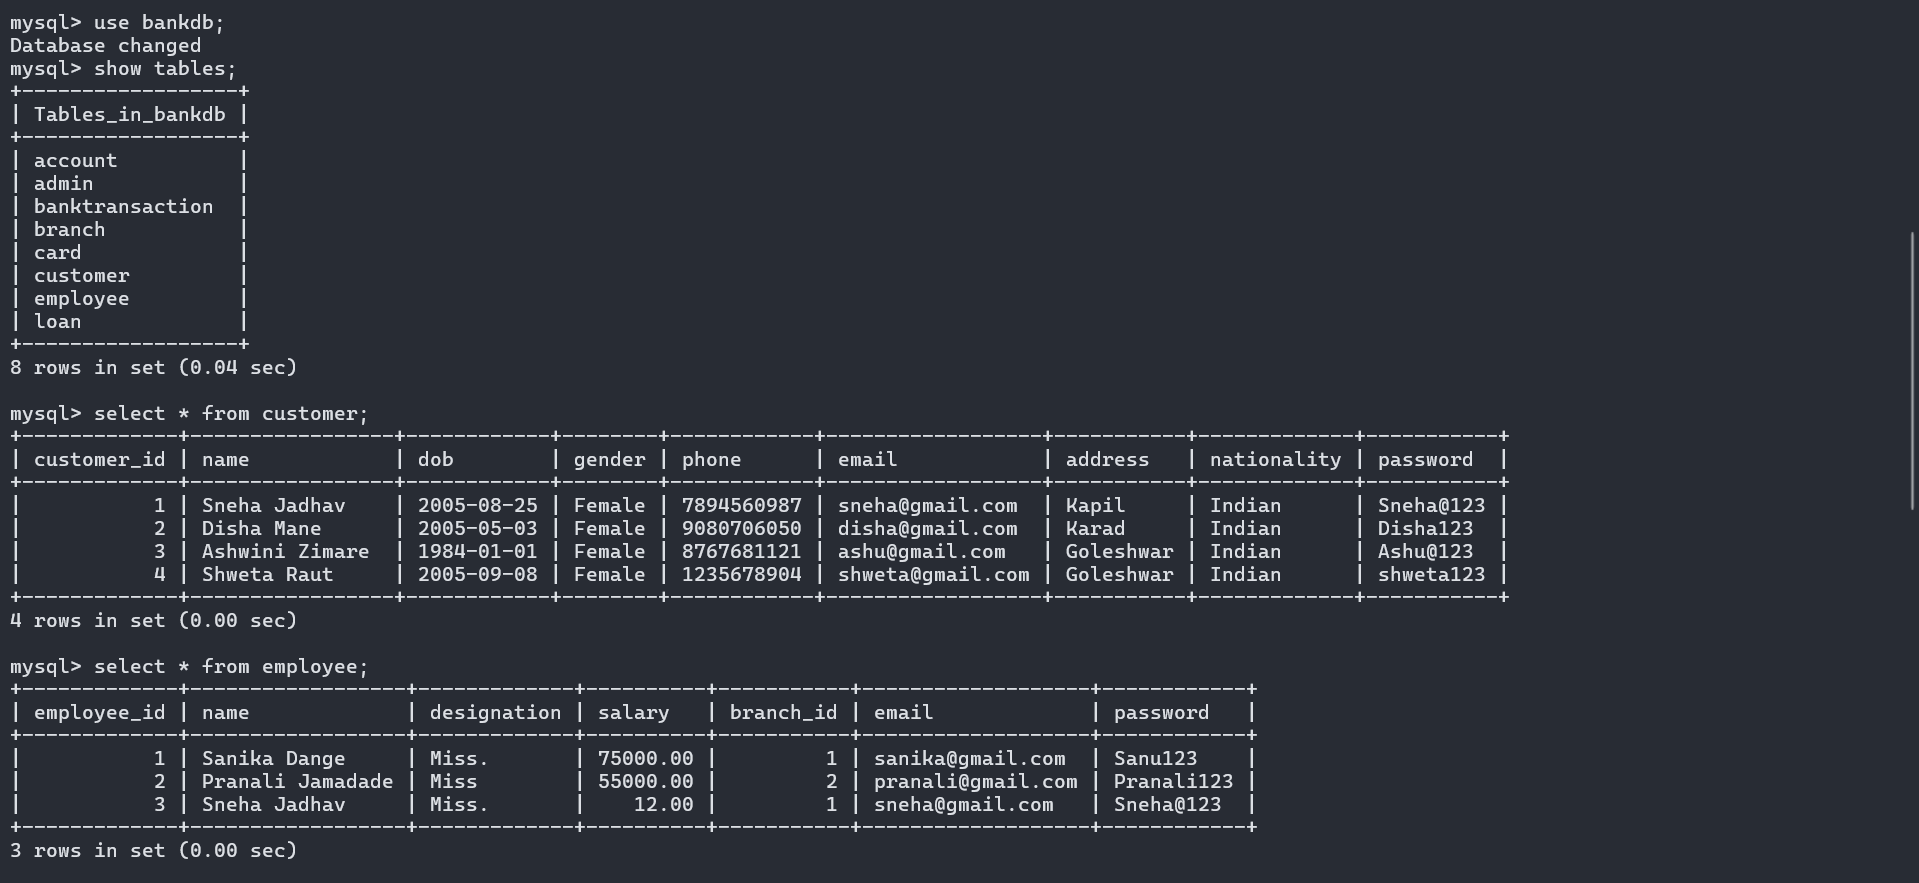 mysql> use bankdb;
Database changed
mysql> show tables;
+------------------+
| Tables_in_bankdb |
+------------------+
| account          |
| admin            |
| banktransaction  |
| branch           |
| card             |
| customer         |
| employee         |
| loan             |
+------------------+
8 rows in set (0.04 sec)

mysql> select * from customer;
+-------------+-----------------+------------+--------+------------+------------------+-----------+-------------+-----------+
| customer_id | name            | dob        | gender | phone      | email            | address   | nationality | password  |
+-------------+-----------------+------------+--------+------------+------------------+-----------+-------------+-----------+
|           1 | Sneha Jadhav    | 2005-08-25 | Female | 7894560987 | sneha@gmail.com  | Kapil     | Indian      | Sneha@123 |
|           2 | Disha Mane      | 2005-05-03 | Female | 9080706050 | disha@gmail.com  | Karad     | Indian      | Disha123  |
|           3 | Ashwini Zimare  | 1984-01-01 | Female | 8767681121 | ashu@gmail.com   | Goleshwar | Indian      | Ashu@123  |
|           4 | Shweta Raut     | 2005-09-08 | Female | 1235678904 | shweta@gmail.com | Goleshwar | Indian      | shweta123 |
+-------------+-----------------+------------+--------+------------+------------------+-----------+-------------+-----------+
4 rows in set (0.00 sec)

mysql> select * from employee;
+-------------+------------------+-------------+----------+-----------+-------------------+------------+
| employee_id | name             | designation | salary   | branch_id | email             | password   |
+-------------+------------------+-------------+----------+-----------+-------------------+------------+
|           1 | Sanika Dange     | Miss.       | 75000.00 |         1 | sanika@gmail.com  | Sanu123    |
|           2 | Pranali Jamadade | Miss        | 55000.00 |         2 | pranali@gmail.com | Pranali123 |
|           3 | Sneha Jadhav     | Miss.       |    12.00 |         1 | sneha@gmail.com   | Sneha@123  |
+-------------+------------------+-------------+----------+-----------+-------------------+------------+
3 rows in set (0.00 sec)